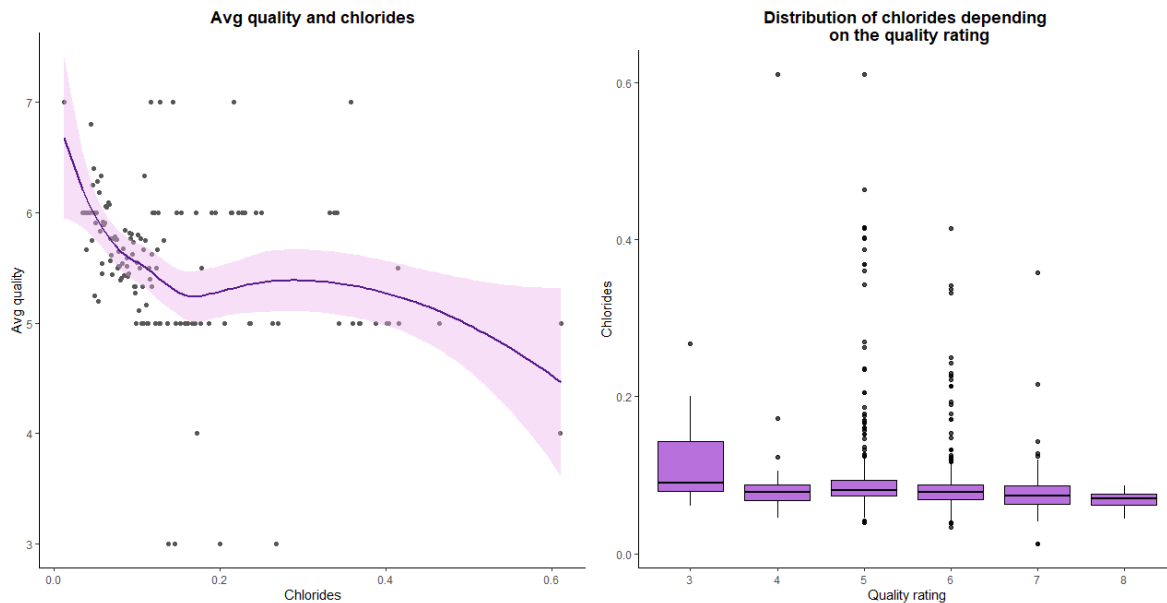 Avg quality and chlorides
7
6
5
4
3
Avg quality
0.0
0.2
0.4
0.6
Chlorides
Distribution of chlorides depending
on the quality rating
0.6
0.4
0.2
0.0
Chlorides
3
4
5
6
7
8
Quality rating